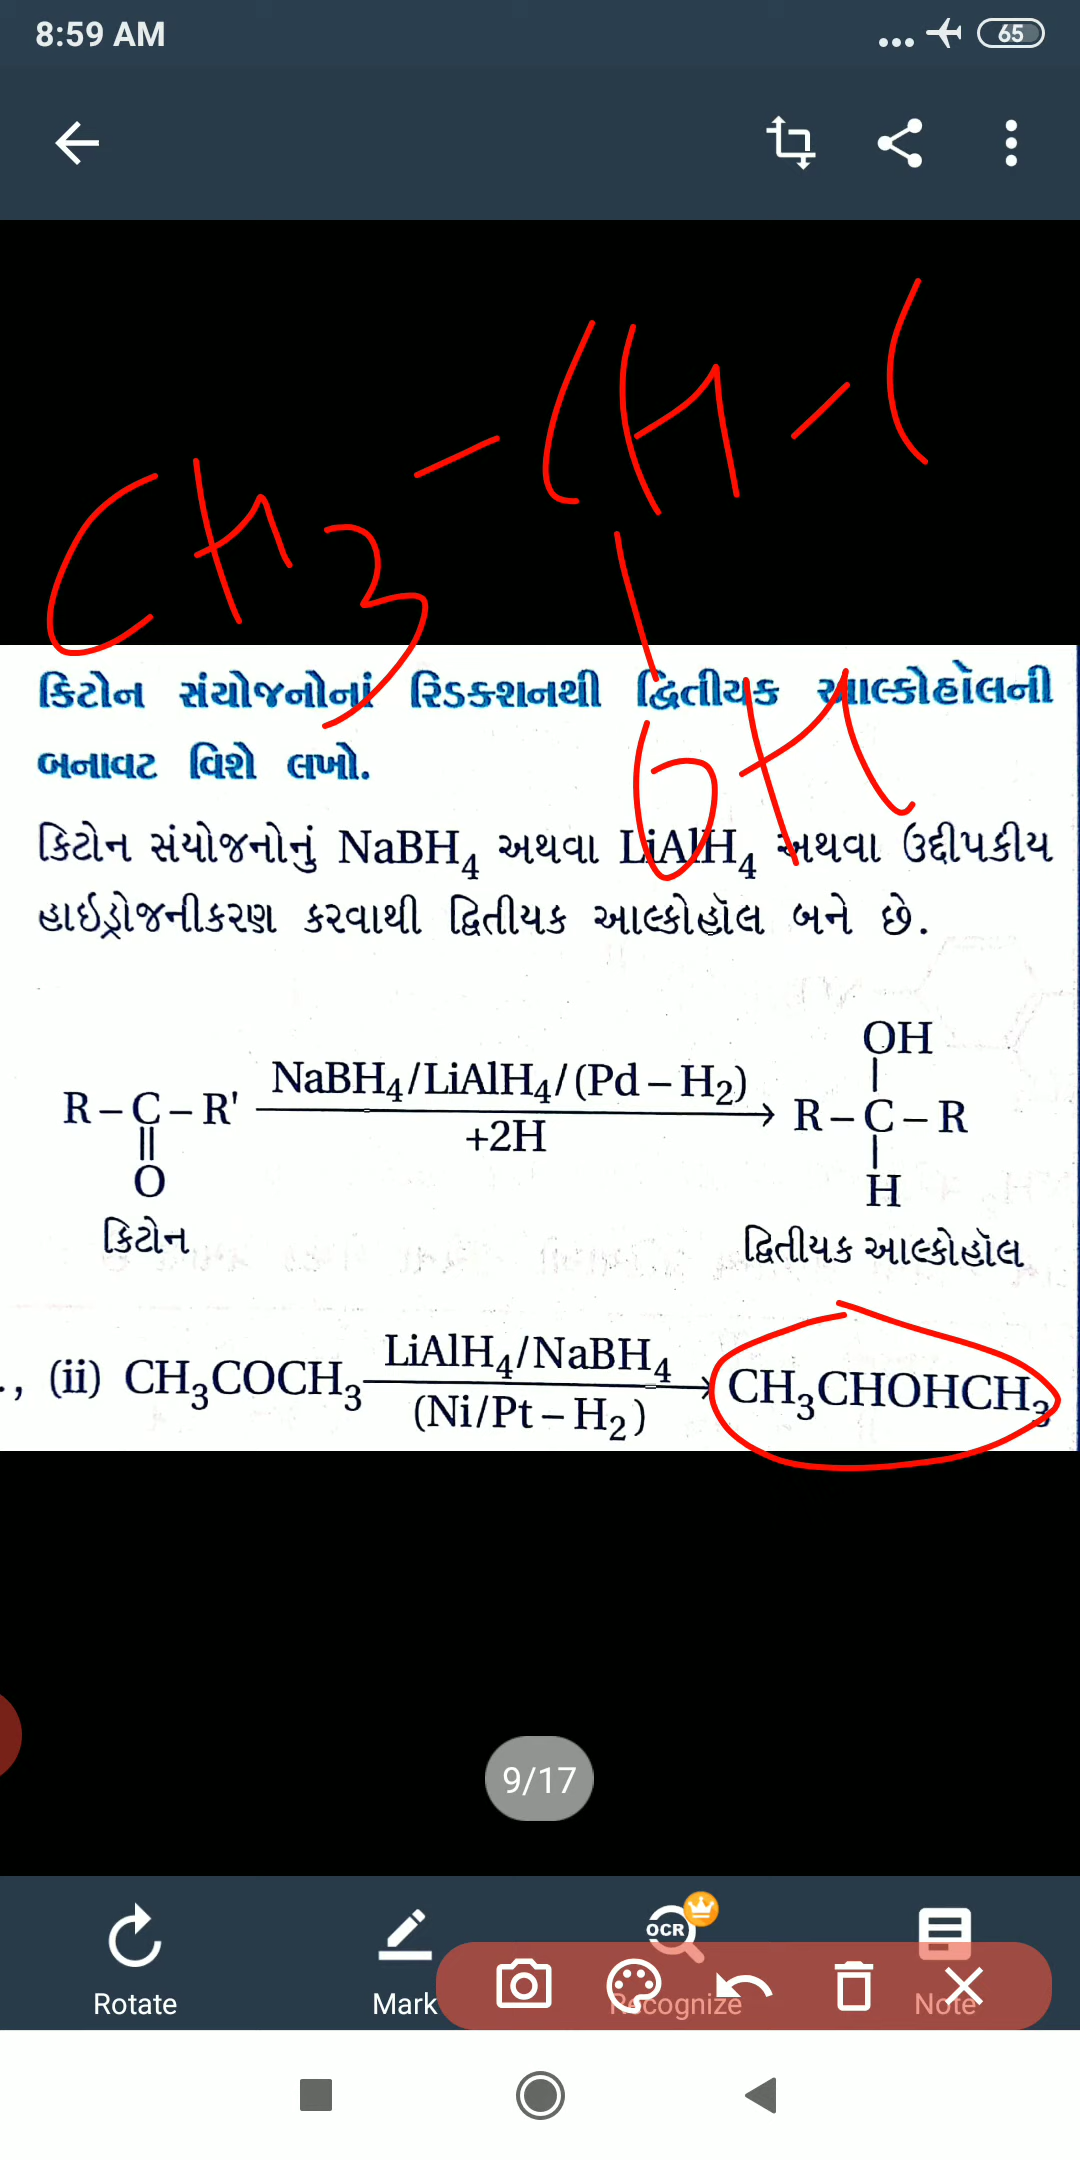 8:59 AM
65
CH3 - CH - C
OH
કિટોન સંયોજનોનાં રિડક્શનથી દ્વિતીયક આલ્કોહૉલની
બનાવટ વિશે લખો.
કિટોન સંયોજનોનું NaBH₄ અથવા LiAlH₄ અથવા ઉદ્દીપકીય
હાઇડ્રોજનીકરણ કરવાથી દ્વિતીયક આલ્કોહૉલ બને છે.
OH
R – C – R' NaBH₄/LiAlH₄/(Pd – H₂) R – C – R
+2H
O
H
કિટોન
દ્વિતીયક આલ્કોહૉલ
., (ii) CH₃COCH₃ LiAlH₄/NaBH₄ CH₃CHOHCH₃
(Ni/Pt – H₂)
9/17
OCR
Rotate Mark Recognize Note